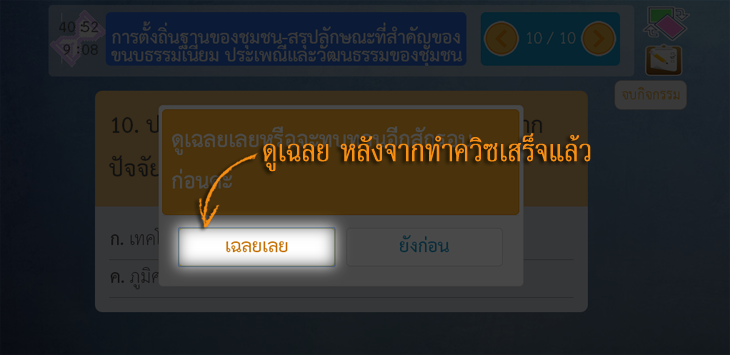 40:52
9:08
การตั้งถิ่นฐานของชุมชน-สรุปลักษณะที่สำคัญของ
ขนบธรรมเนียม ประเพณีและวัฒนธรรมของชุมชน
10 / 10
จบกิจกรรม
10. ป
ปัจจัย
ดูเฉลยเลยหรือจะทบทวนอีกสักรอบ
ก่อนคะ
ดูเฉลย หลังจากทำควิซเสร็จแล้ว
เฉลยเลย
ยังก่อน
ก. เทคโ
ค. ภูมิศ